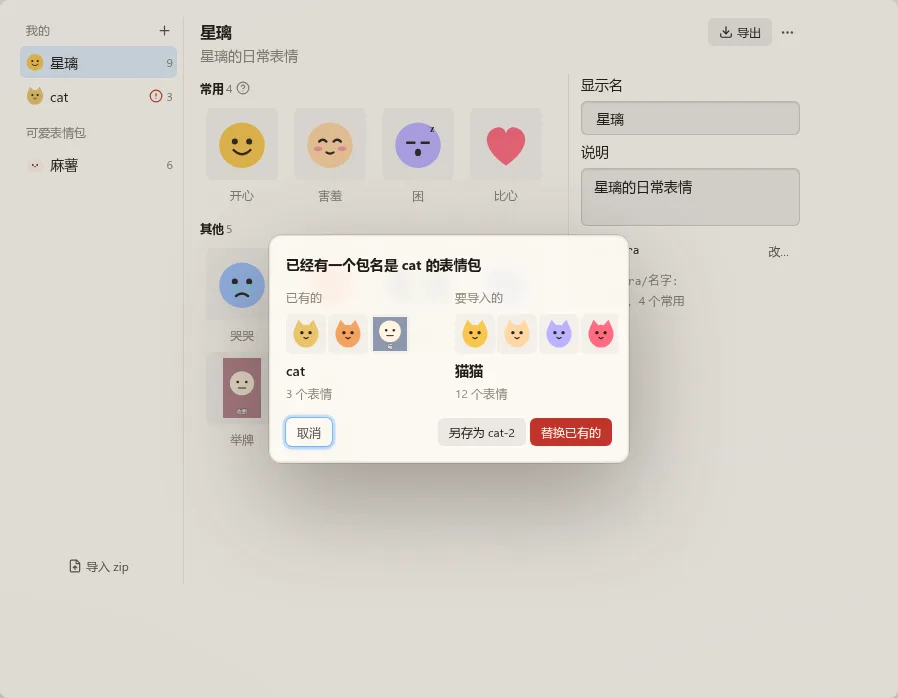 我的
星璃 9
cat 3
可爱表情包
麻薯 6
导入 zip
星璃
星璃的日常表情
导出
常用 4
开心
害羞
困
比心
其他 5
哭哭
举牌
显示名
星璃
说明
星璃的日常表情
ra
改...
ra/名字:
, 4 个常用
已经有一个包名是 cat 的表情包
已有的
要导入的
cat
3 个表情
猫猫
12 个表情
取消
另存为 cat-2
替换已有的